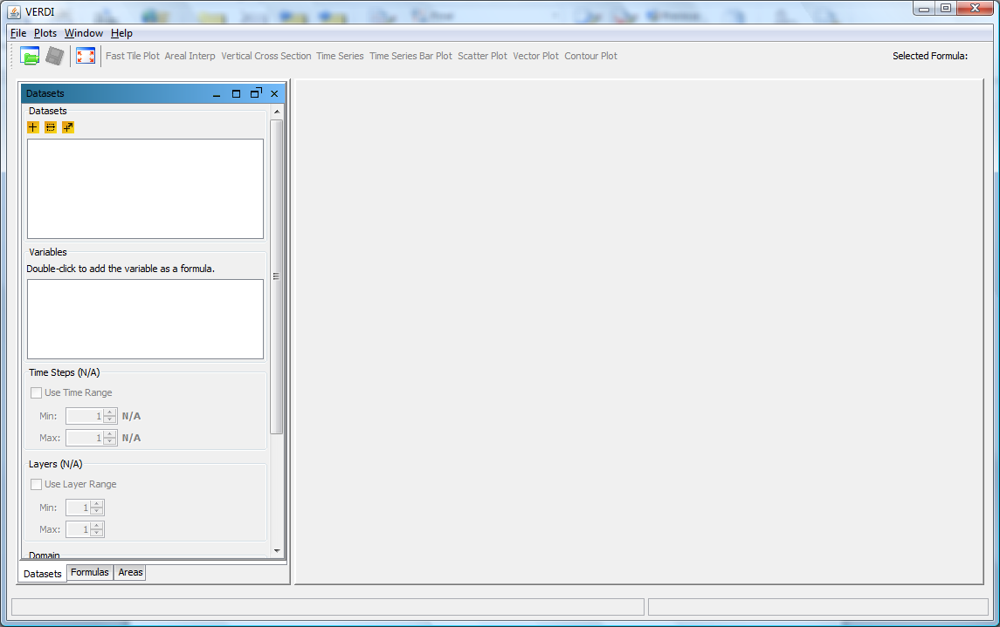 VERDI
File Plots Window Help
Fast Tile Plot Areal Interp Vertical Cross Section Time Series Time Series Bar Plot Scatter Plot Vector Plot Contour Plot Selected Formula:
Datasets
Datasets
Variables
Double-click to add the variable as a formula.
Time Steps (N/A)
Use Time Range
Min: 1 N/A
Max: 1 N/A
Layers (N/A)
Use Layer Range
Min: 1
Max: 1
Domain
Datasets Formulas Areas